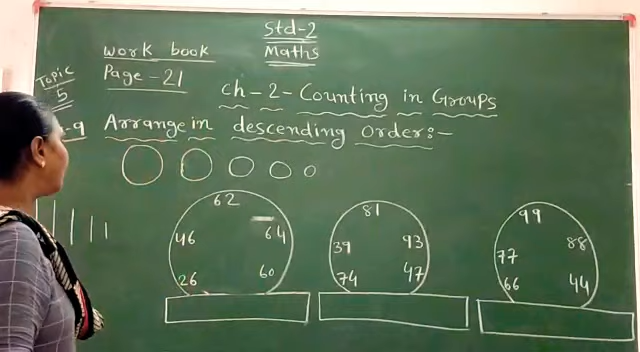 Std-2
Maths
Work book
Page - 21
Topic
5
Ch - 2 - Counting in Groups
-9 Arrange in descending order:-
62
46 64
26 60
81
39 93
74 47
99
77 88
66 44